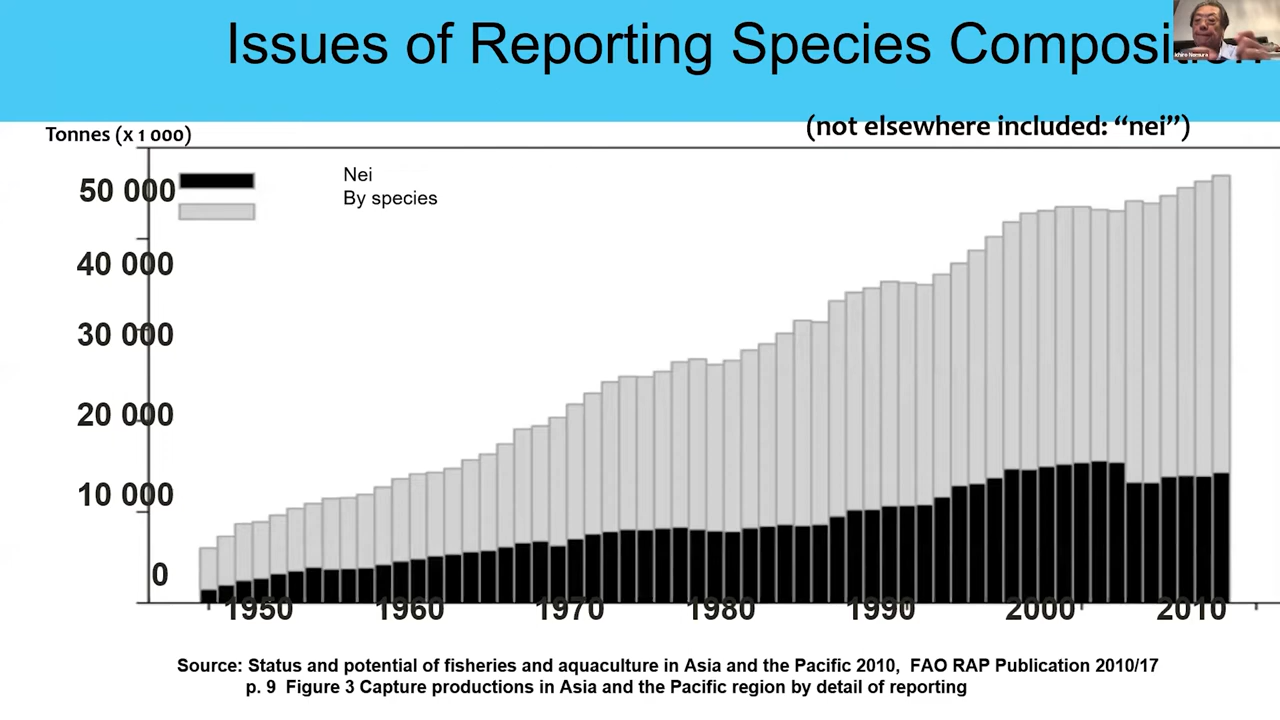 Issues of Reporting Species Composition
Ichiro Nomura
(not elsewhere included: “nei”)
Tonnes (x 1 000)
Nei
By species
50 000
40 000
30 000
20 000
10 000
0
1950 1960 1970 1980 1990 2000 2010
Source: Status and potential of fisheries and aquaculture in Asia and the Pacific 2010, FAO RAP Publication 2010/17
p. 9 Figure 3 Capture productions in Asia and the Pacific region by detail of reporting